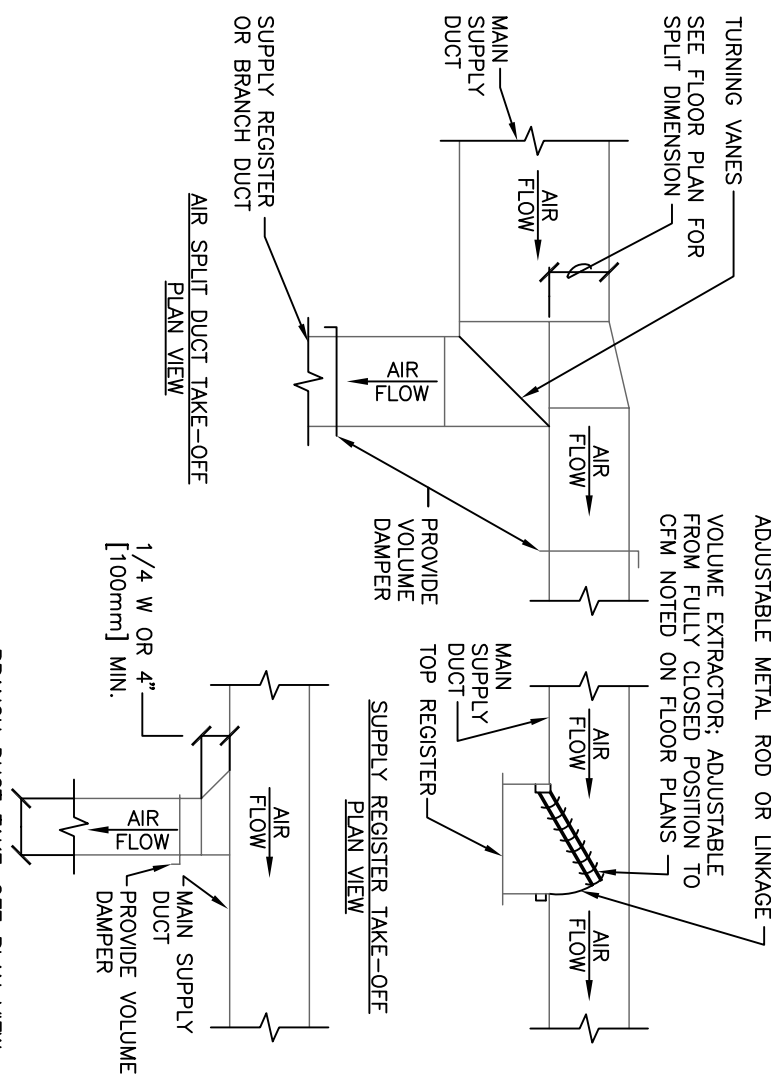 TURNING VANES
SEE FLOOR PLAN FOR
SPLIT DIMENSION
MAIN
SUPPLY
DUCT
AIR
FLOW
AIR
FLOW
AIR
FLOW
SUPPLY REGISTER
OR BRANCH DUCT
PROVIDE
VOLUME
DAMPER
AIR SPLIT DUCT TAKE-OFF
PLAN VIEW
ADJUSTABLE METAL ROD OR LINKAGE
VOLUME EXTRACTOR; ADJUSTABLE
FROM FULLY CLOSED POSITION TO
CFM NOTED ON FLOOR PLANS
AIR
FLOW
AIR
FLOW
MAIN
SUPPLY
DUCT
TOP REGISTER
SUPPLY REGISTER TAKE-OFF
PLAN VIEW
AIR
FLOW
1/4 W OR 4"
[100mm] MIN.
AIR
FLOW
MAIN SUPPLY
DUCT
PROVIDE VOLUME
DAMPER